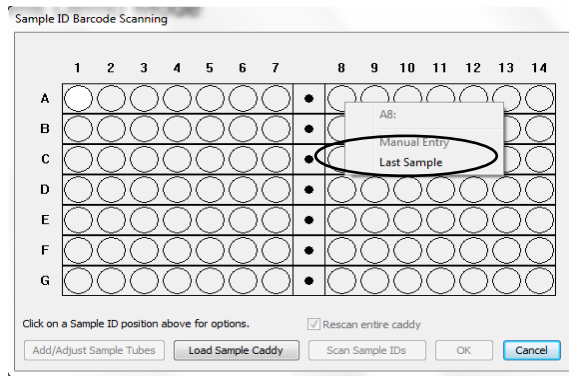 Sample ID Barcode Scanning
1 2 3 4 5 6 7 8 9 10 11 12 13 14
A
A8:
B
Manual Entry
C
Last Sample
D
E
F
G
Click on a Sample ID position above for options.
Rescan entire caddy
Add/Adjust Sample Tubes Load Sample Caddy Scan Sample IDs OK Cancel